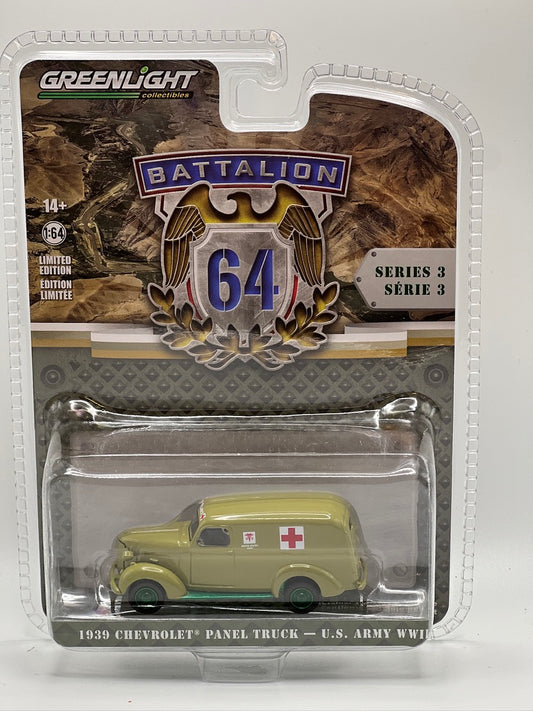 GREENLiGHT
collectibles
BATTALION
64
14+
1:64
LIMITED
EDITION
ÉDITION
LIMITÉE
SERIES 3
SÉRIE 3
1939 CHEVROLET® PANEL TRUCK — U.S. ARMY WWII